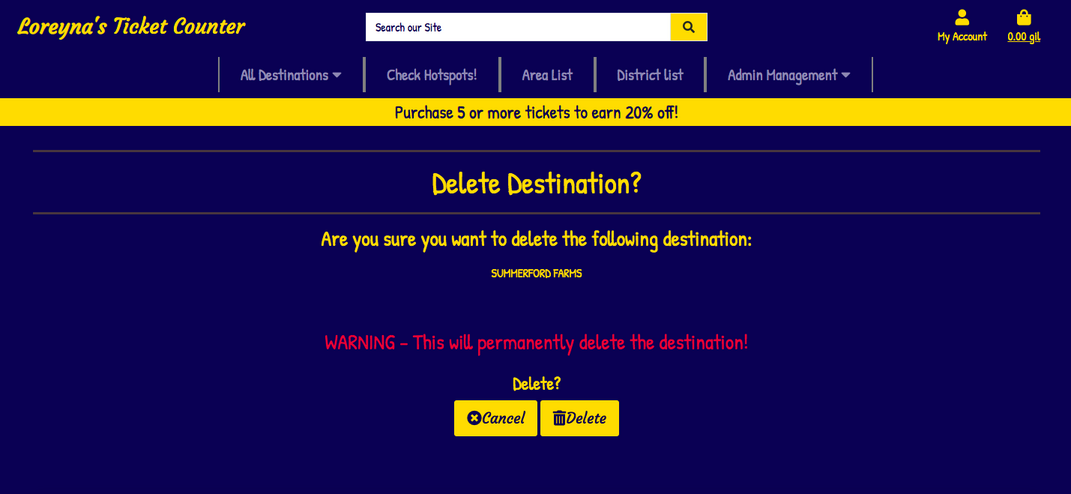 Loreyna's Ticket Counter
Search our Site
My Account
0.00 gil
All Destinations
Check Hotspots!
Area List
District list
Admin Management
Purchase 5 or more tickets to earn 20% off!
Delete Destination?
Are you sure you want to delete the following destination:
SUMMERFORD FARMS
WARNING - This will permanently delete the destination!
Delete?
Cancel
Delete